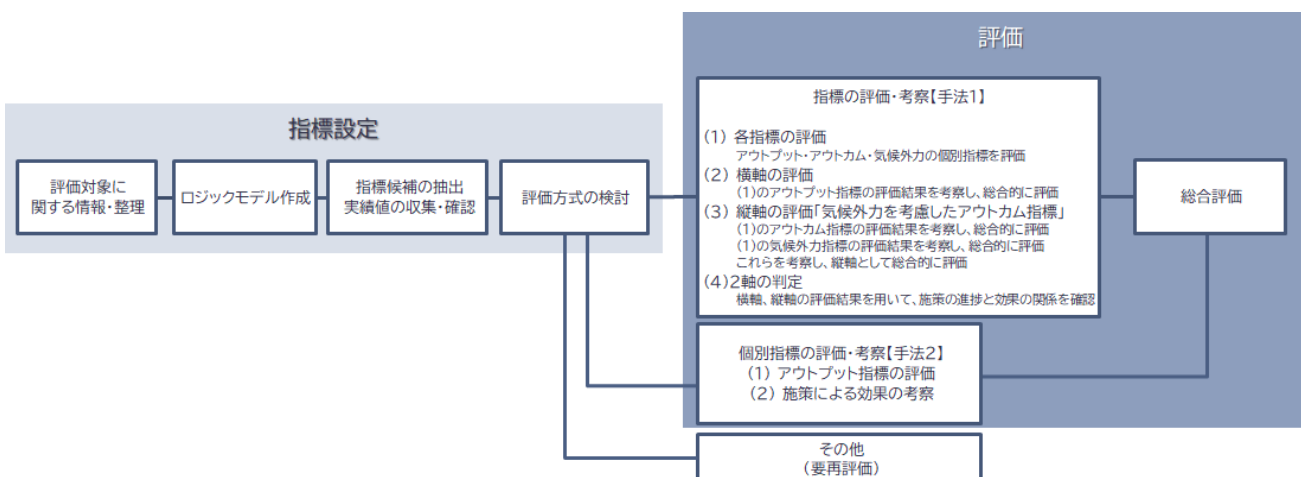 評価
指標設定
評価対象に
関する情報・整理
ロジックモデル作成
指標候補の抽出
実績値の収集・確認
評価方式の検討
指標の評価・考察【手法1】
(1) 各指標の評価
アウトプット・アウトカム・気候外力の個別指標を評価
(2) 横軸の評価
(1)のアウトプット指標の評価結果を考察し、総合的に評価
(3) 縦軸の評価「気候外力を考慮したアウトカム指標」
(1)のアウトカム指標の評価結果を考察し、総合的に評価
(1)の気候外力指標の評価結果を考察し、総合的に評価
これらを考察し、縦軸として総合的に評価
(4)2軸の判定
横軸、縦軸の評価結果を用いて、施策の進捗と効果の関係を確認
総合評価
個別指標の評価・考察【手法2】
(1) アウトプット指標の評価
(2) 施策による効果の考察
その他
(要再評価)